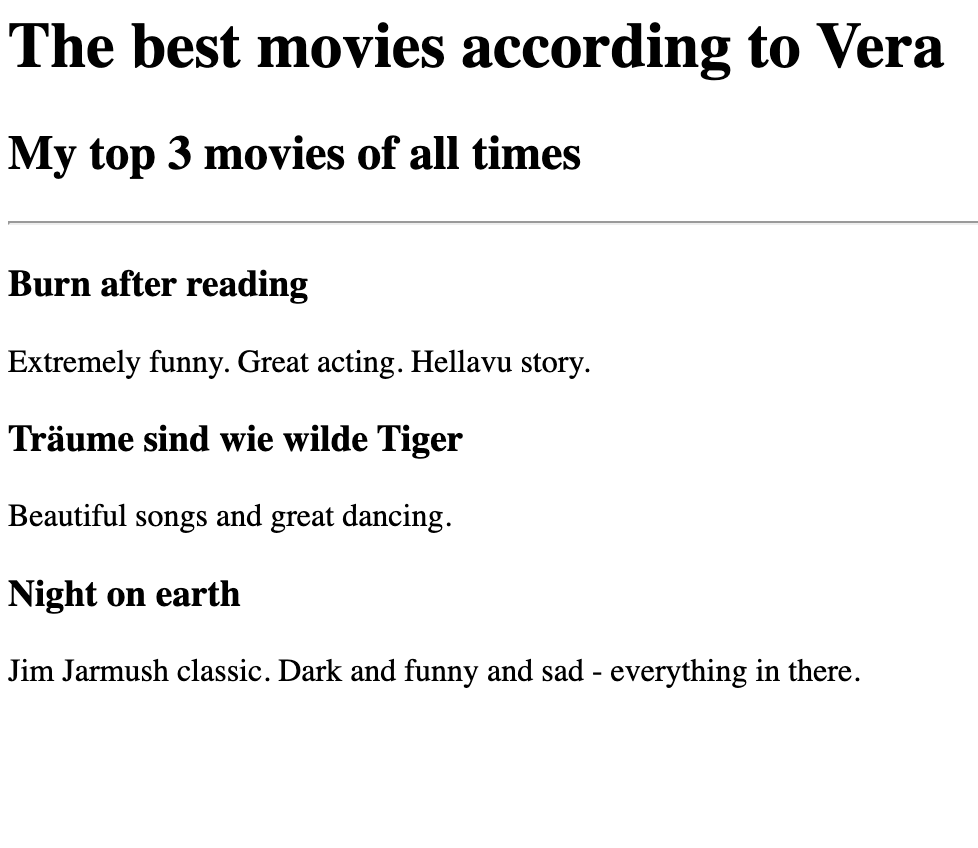 The best movies according to Vera
My top 3 movies of all times
Burn after reading
Extremely funny. Great acting. Hellavu story.
Träume sind wie wilde Tiger
Beautiful songs and great dancing.
Night on earth
Jim Jarmush classic. Dark and funny and sad - everything in there.